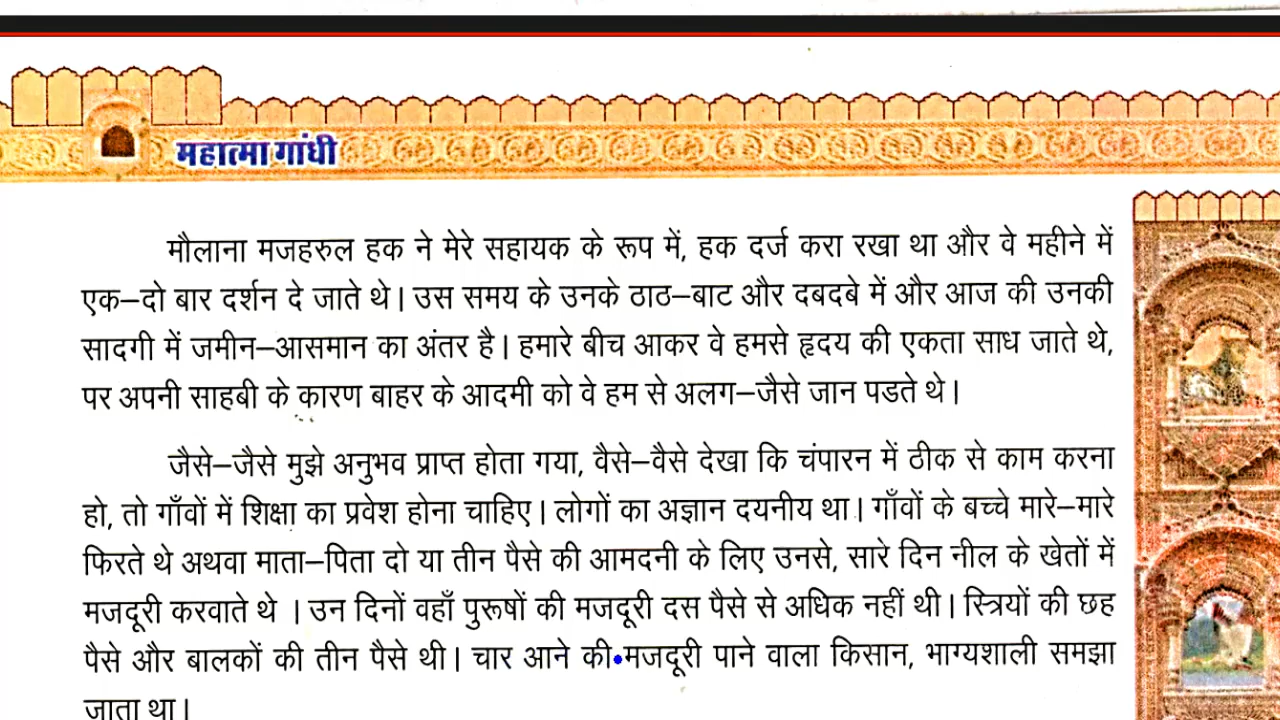 महात्मा गांधी
मौलाना मजहरुल हक ने मेरे सहायक के रूप में, हक दर्ज करा रखा था और वे महीने में
एक–दो बार दर्शन दे जाते थे। उस समय के उनके ठाठ–बाट और दबदबे में और आज की उनकी
सादगी में जमीन–आसमान का अंतर है। हमारे बीच आकर वे हमसे हृदय की एकता साध जाते थे,
पर अपनी साहबी के कारण बाहर के आदमी को वे हम से अलग–जैसे जान पडते थे।
जैसे–जैसे मुझे अनुभव प्राप्त होता गया, वैसे–वैसे देखा कि चंपारन में ठीक से काम करना
हो, तो गाँवों में शिक्षा का प्रवेश होना चाहिए। लोगों का अज्ञान दयनीय था। गाँवों के बच्चे मारे–मारे
फिरते थे अथवा माता–पिता दो या तीन पैसे की आमदनी के लिए उनसे, सारे दिन नील के खेतों में
मजदूरी करवाते थे । उन दिनों वहाँ पुरूषों की मजदूरी दस पैसे से अधिक नहीं थी। स्त्रियों की छह
पैसे और बालकों की तीन पैसे थी। चार आने की मजदूरी पाने वाला किसान, भाग्यशाली समझा
जाता था।